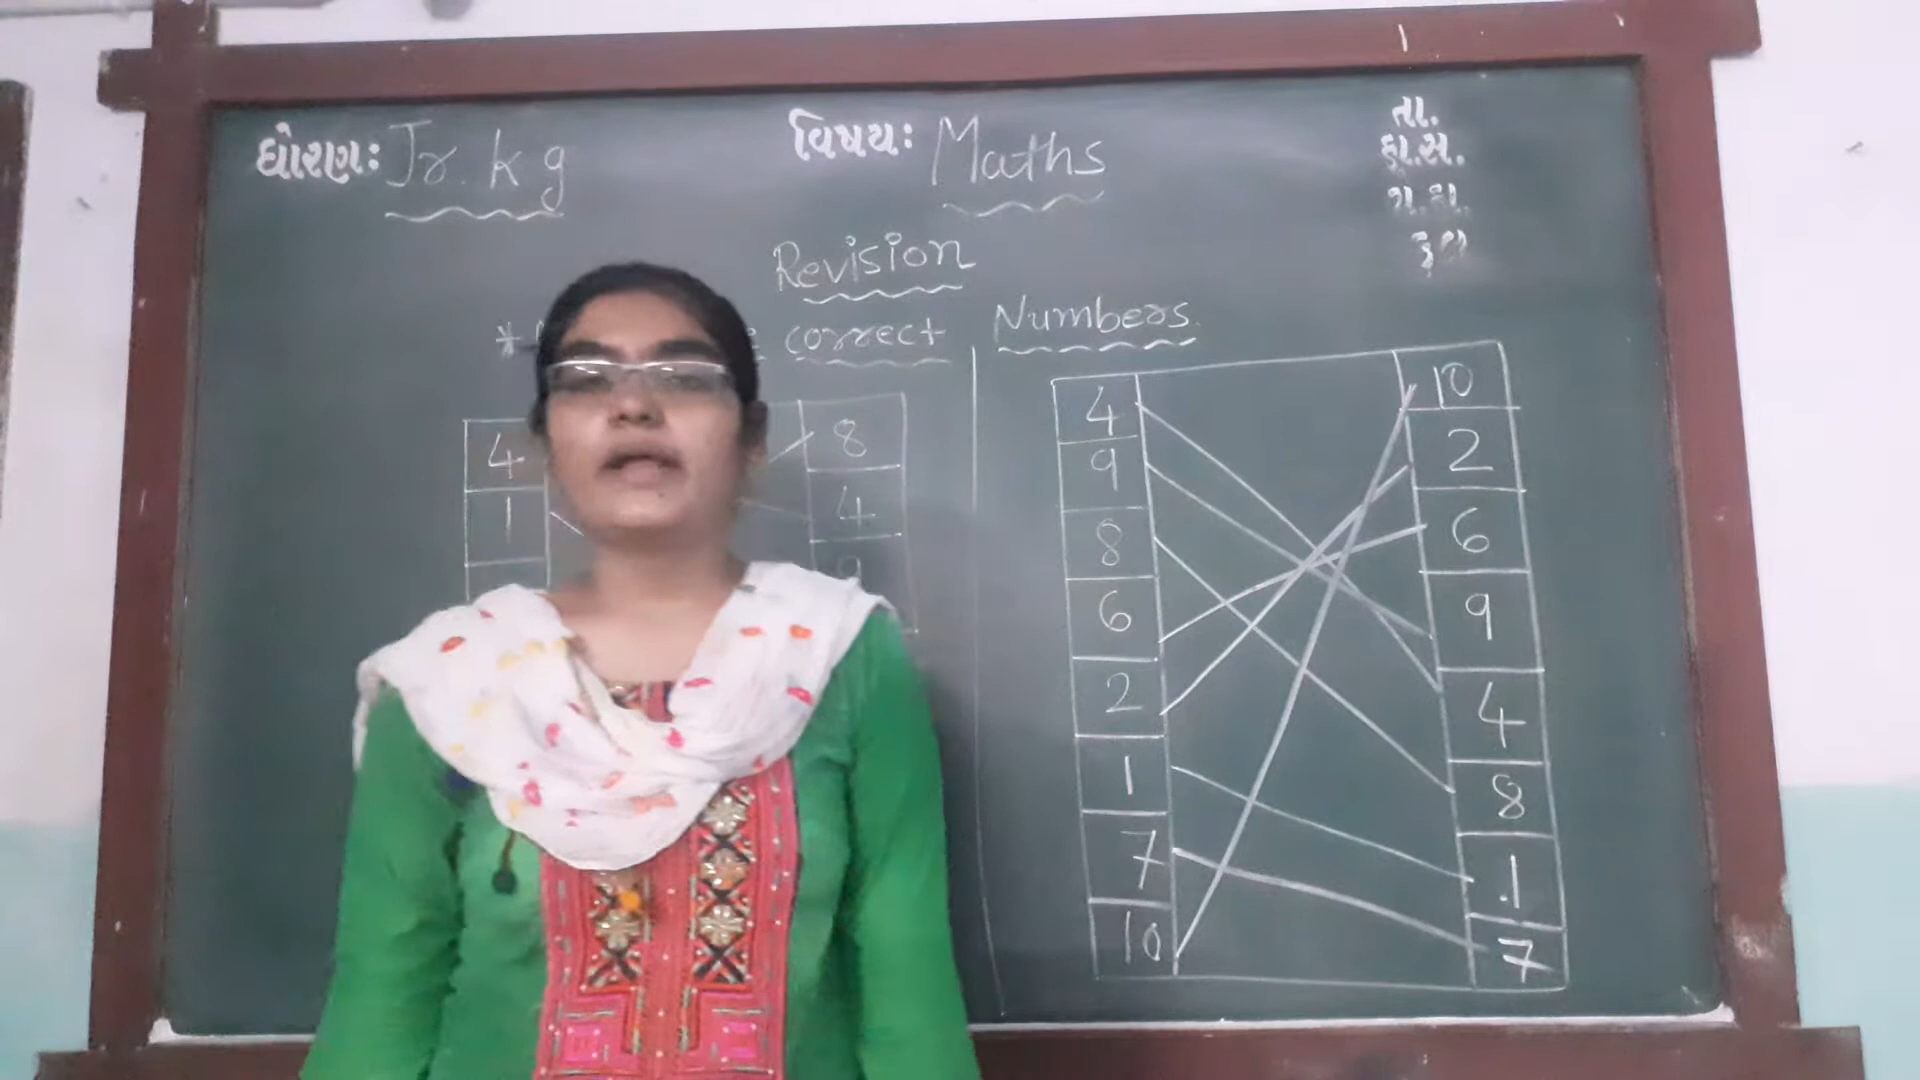 ધોરણ: Jr. kg
વિષય: Maths
તા.
હા.સ.
ગે.હા.
કુલ
Revision
* correct Numbers.
4 8
1 4
9
4 10
9 2
8 6
6 9
2 4
1 8
7 1
10 7